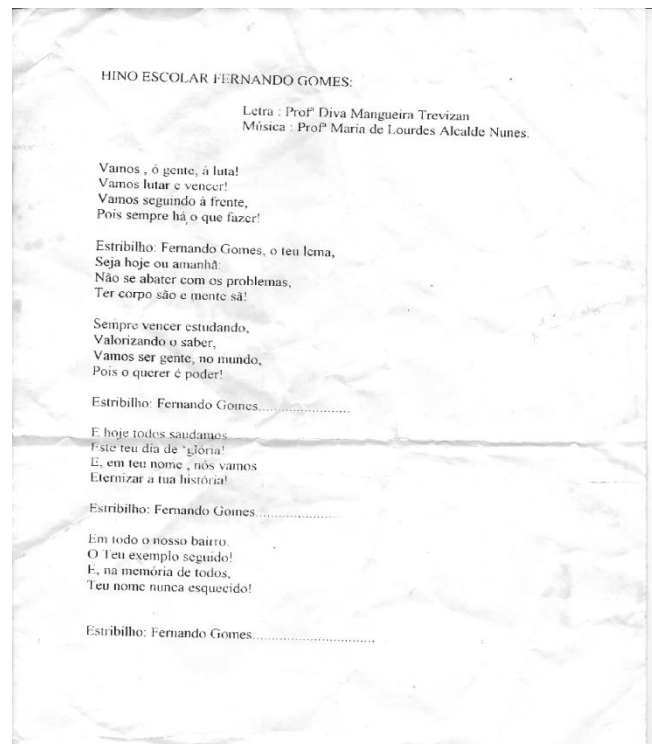 HINO ESCOLAR FERNANDO GOMES:
Letra : Profª Diva Mangueira Trevizan
Música : Profª Maria de Lourdes Alcalde Nunes.
Vamos , ó gente, à luta!
Vamos lutar e vencer!
Vamos seguindo à frente,
Pois sempre há o que fazer!
Estribilho: Fernando Gomes, o teu lema,
Seja hoje ou amanhã:
Não se abater com os problemas,
Ter corpo são e mente sã!
Sempre vencer estudando,
Valorizando o saber,
Vamos ser gente, no mundo,
Pois o querer é poder!
Estribilho: Fernando Gomes......................
E hoje todos saudamos
Este teu dia de "glória!
E, em teu nome , nós vamos
Eternizar a tua história!
Estribilho: Fernando Gomes...................
Em todo o nosso bairro.
O Teu exemplo seguido!
E, na memória de todos,
Teu nome nunca esquecido!
Estribilho: Fernando Gomes.............................